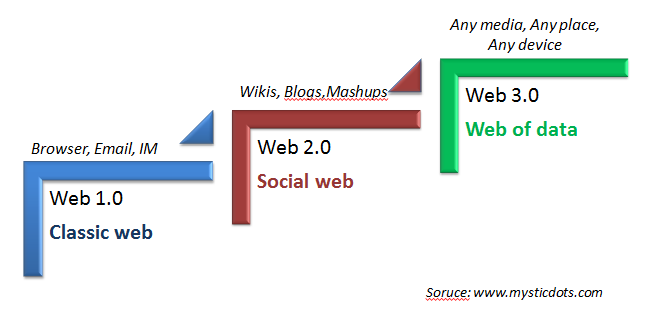 Any media, Any place,
Any device
Wikis, Blogs,Mashups
Web 3.0
Web of data
Browser, Email, IM
Web 2.0
Social web
Web 1.0
Classic web
Soruce: www.mysticdots.com